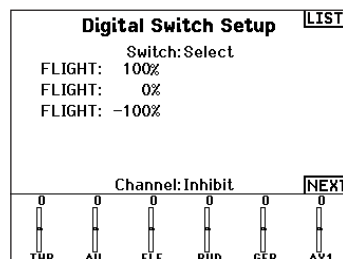 Digital Switch Setup LIST
Switch:Select
FLIGHT: 100%
FLIGHT: 0%
FLIGHT: -100%
Channel:Inhibit NEXT
0 0 0 0 0 0
THR AIL ELE RUD GER AX1